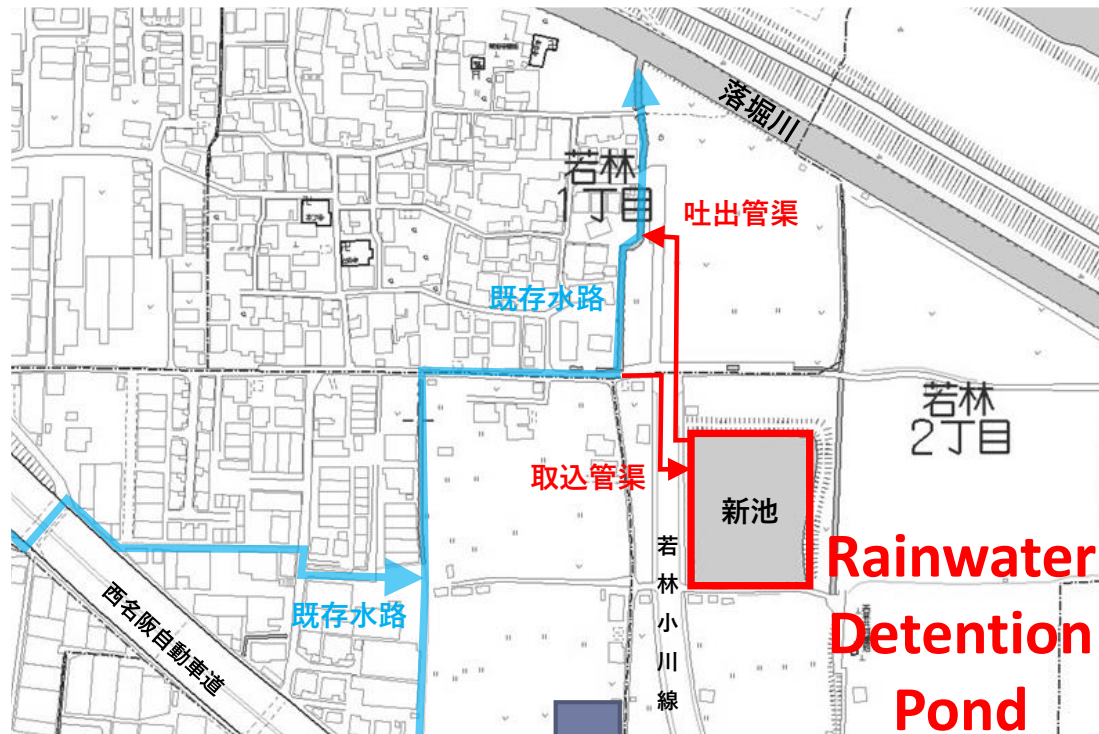 落堀川
若林
1丁目
吐出管渠
既存水路
若林
2丁目
取込管渠
新池
若林小川線
既存水路
西名阪自動車道
Rainwater
Detention
Pond